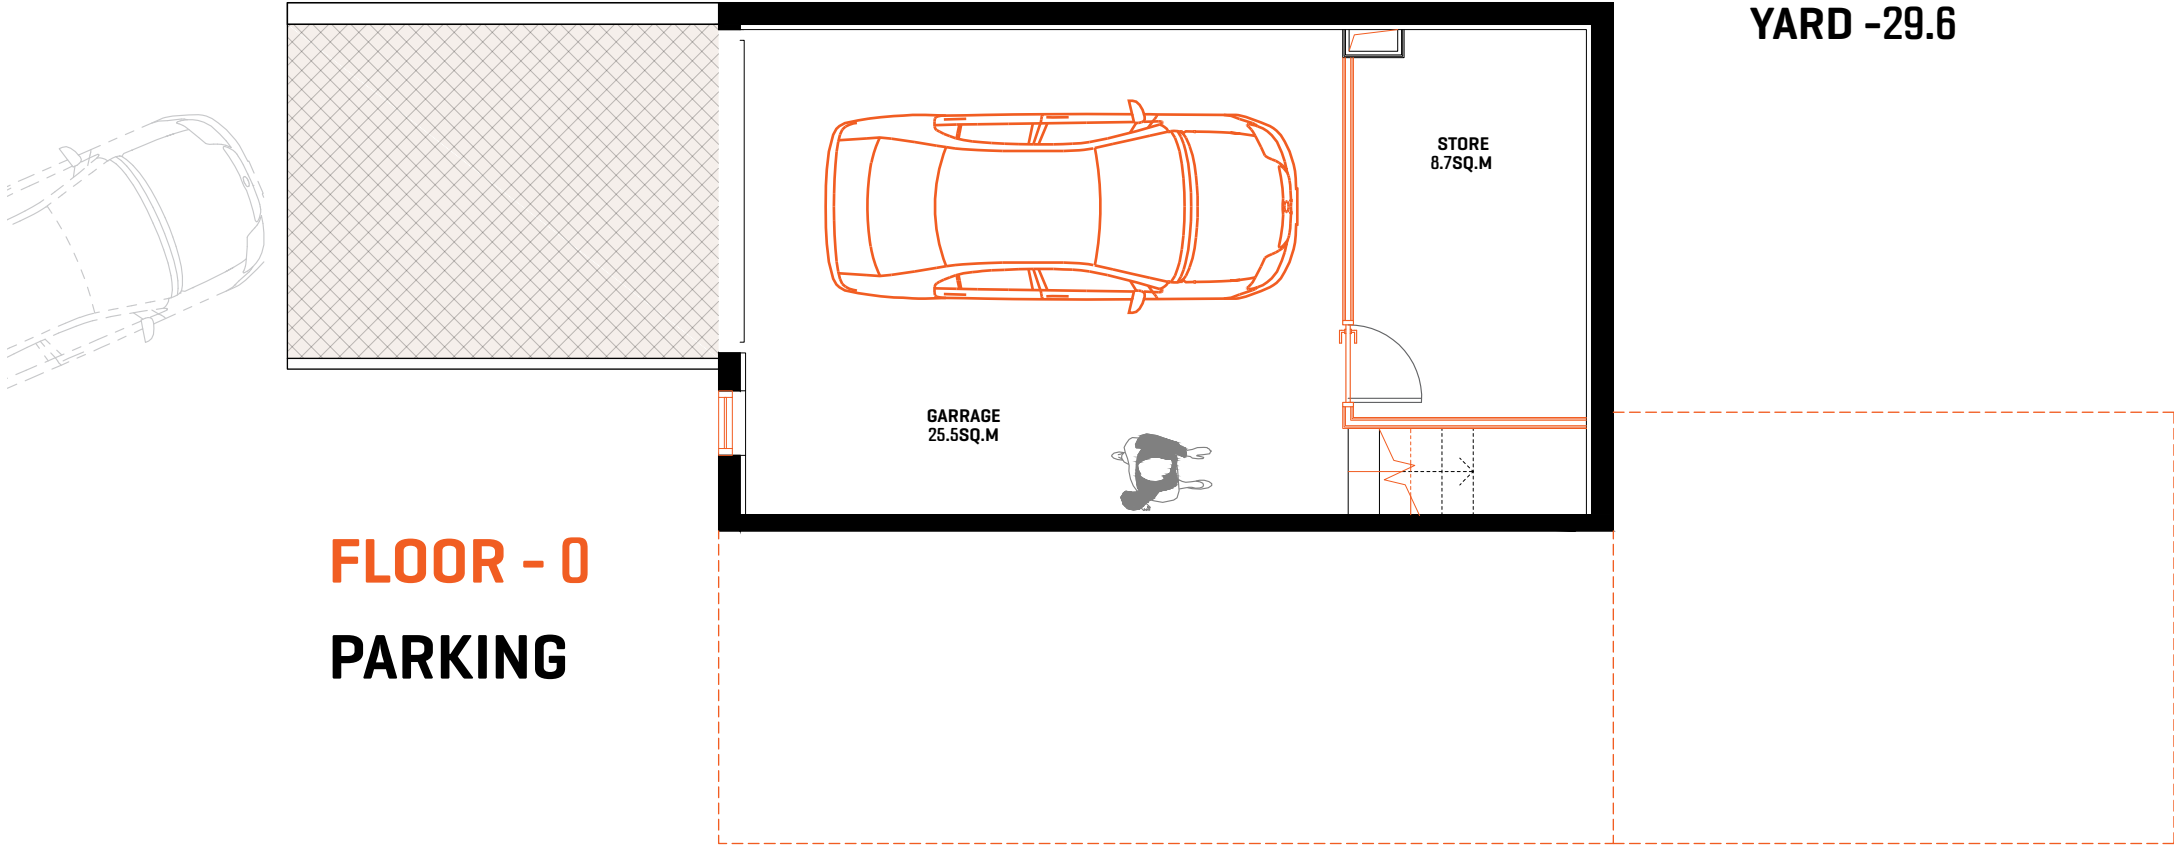 YARD -29.6
STORE
8.7SQ.M
GARRAGE
25.5SQ.M
FLOOR - 0
PARKING